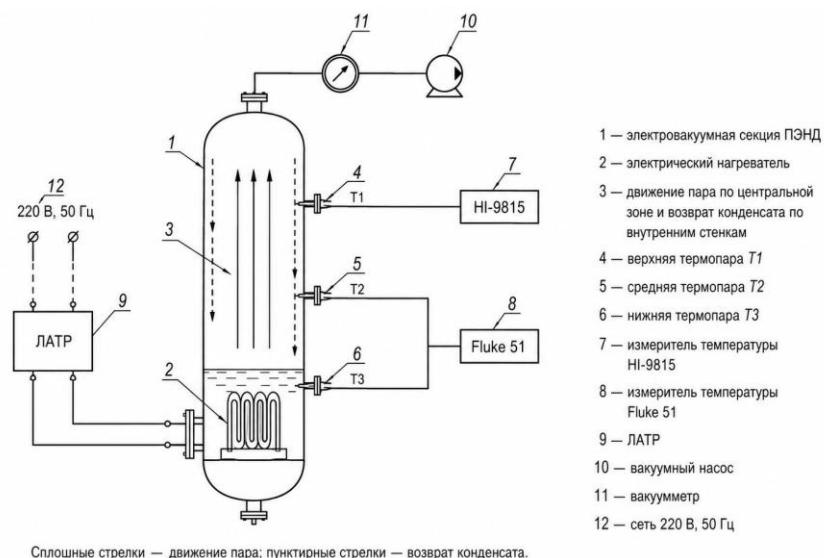 11
10
1
4
7
12
T1
HI-9815
220 В, 50 Гц
3
5
T2
9
8
ЛАТР
Fluke 51
6
2
T3
1 — электровакуумная секция ПЭНД
2 — электрический нагреватель
3 — движение пара по центральной
зоне и возврат конденсата по
внутренним стенкам
4 — верхняя термопара T1
5 — средняя термопара T2
6 — нижняя термопара T3
7 — измеритель температуры
HI-9815
8 — измеритель температуры
Fluke 51
9 — ЛАТР
10 — вакуумный насос
11 — вакуумметр
12 — сеть 220 В, 50 Гц
Сплошные стрелки — движение пара; пунктирные стрелки — возврат конденсата.